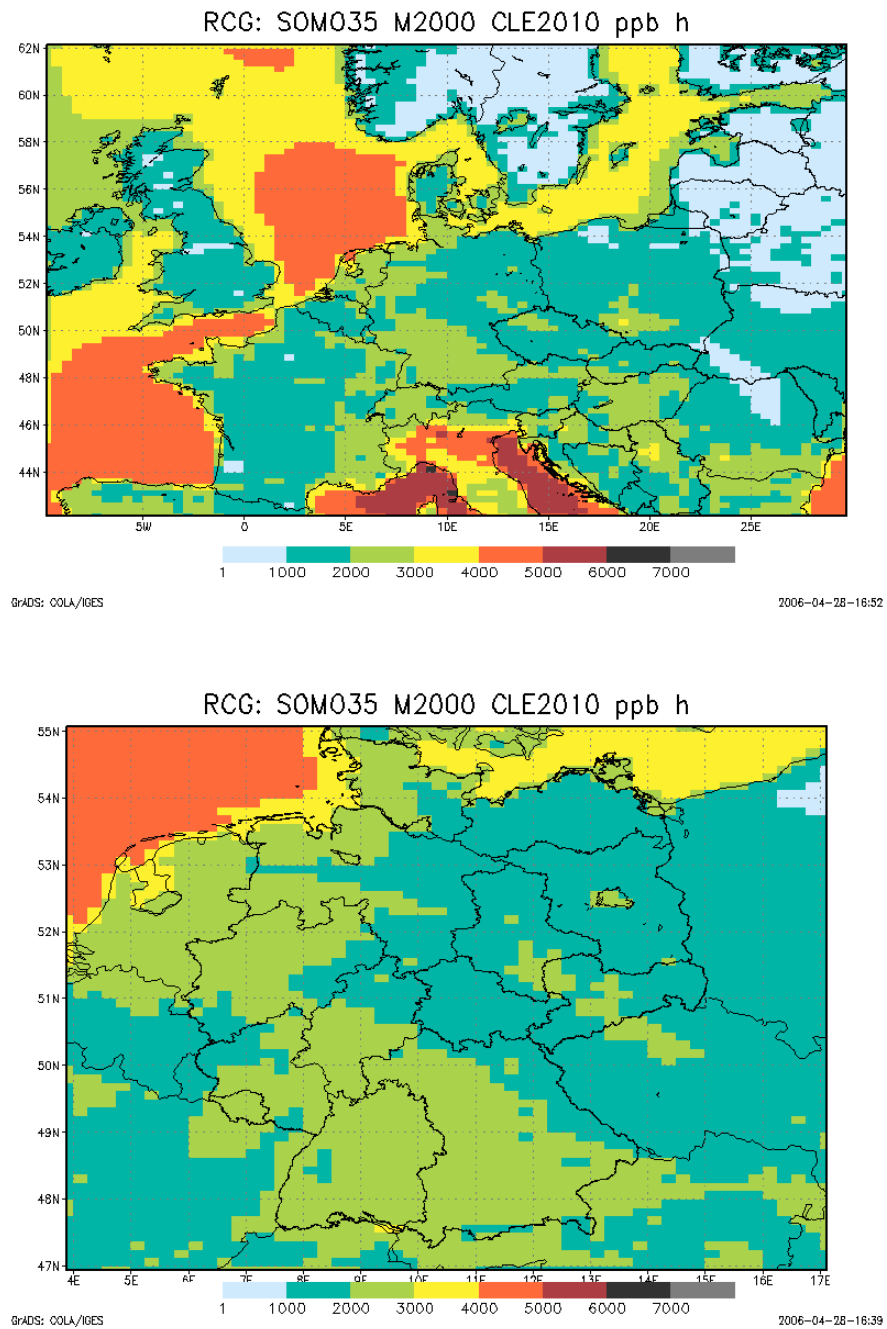 RCG: SOMO35 M2000 CLE2010 ppb h
62N
60N
58N
56N
54N
52N
50N
48N
46N
44N
5W 0 5E 10E 15E 20E 25E
1 1000 2000 3000 4000 5000 6000 7000
GrADS: COLA/IGES 2006-04-28-16:52
RCG: SOMO35 M2000 CLE2010 ppb h
55N
54N
53N
52N
51N
50N
49N
48N
47N
4E 5E 6E 7E 8E 9E 10E 11E 12E 13E 14E 15E 16E 17E
1 1000 2000 3000 4000 5000 6000 7000
GrADS: COLA/IGES 2006-04-28-16:39